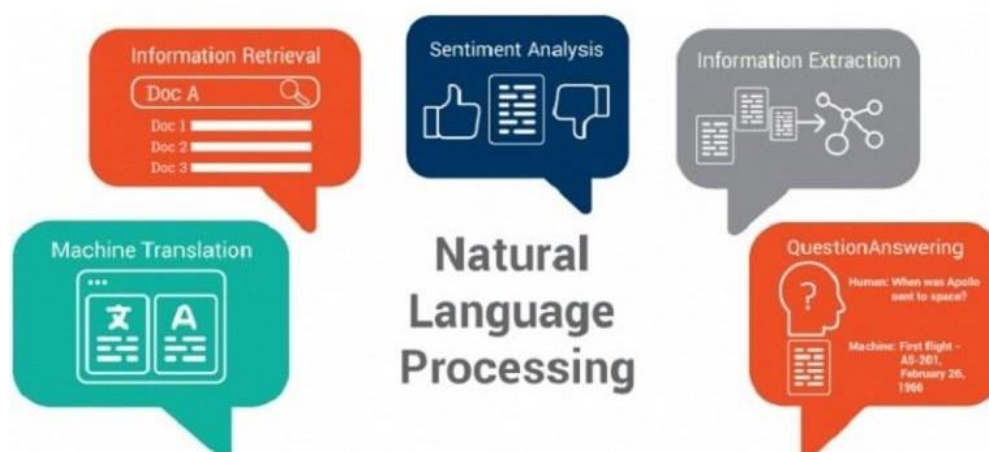 Information Retrieval
Doc A
Doc 1
Doc 2
Doc 3
Sentiment Analysis
Information Extraction
Machine Translation
文 A
Natural
Language
Processing
QuestionAnswering
?
Human: When was Apollo
sent to space?
Machine: First flight -
AS-201,
February 26,
1966